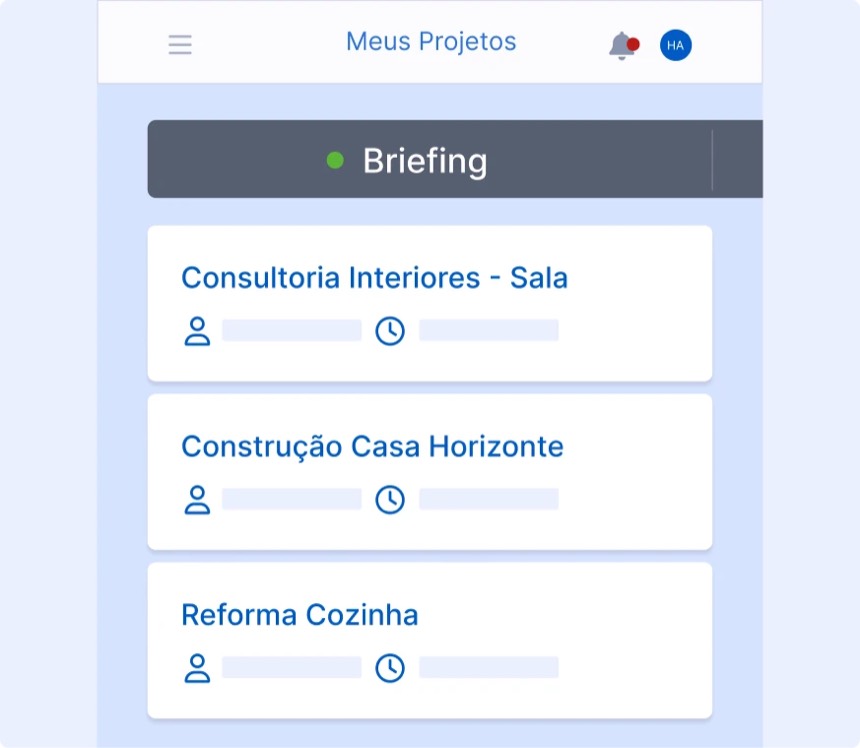 Meus Projetos
HA
Briefing
Consultoria Interiores - Sala
Construção Casa Horizonte
Reforma Cozinha